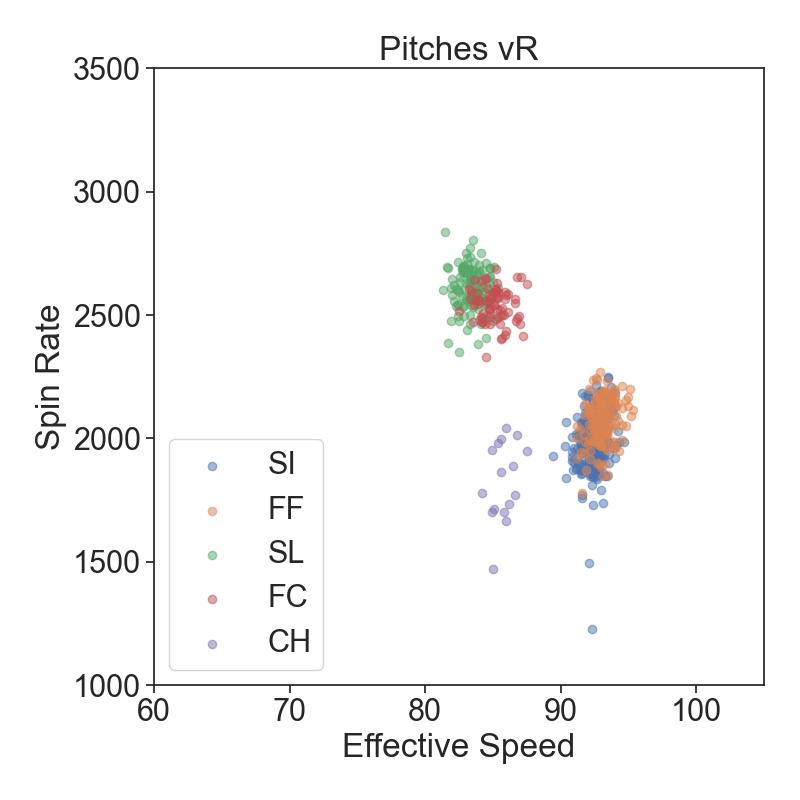 Pitches vR
3500
3000
2500
2000
1500
1000
Spin Rate
SI
FF
SL
FC
CH
60 70 80 90 100
Effective Speed